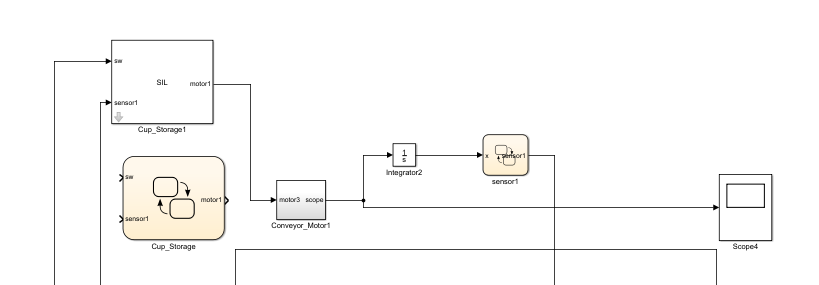 sw
SIL
motor1
sensor1
Cup_Storage1
sw
motor1
sensor1
Cup_Storage
motor3 scope
Conveyor_Motor1
1
s
Integrator2
x sensor1
sensor1
Scope4